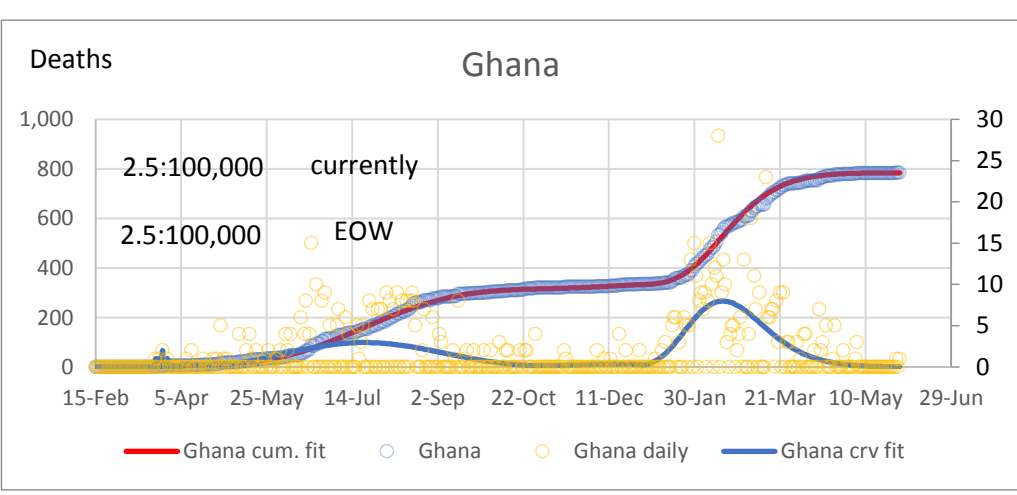 Deaths
Ghana
1,000
800
600
400
200
0
30
25
20
15
10
5
0
2.5:100,000 currently
2.5:100,000 EOW
15-Feb 5-Apr 25-May 14-Jul 2-Sep 22-Oct 11-Dec 30-Jan 21-Mar 10-May 29-Jun
Ghana cum. fit Ghana Ghana daily Ghana crv fit